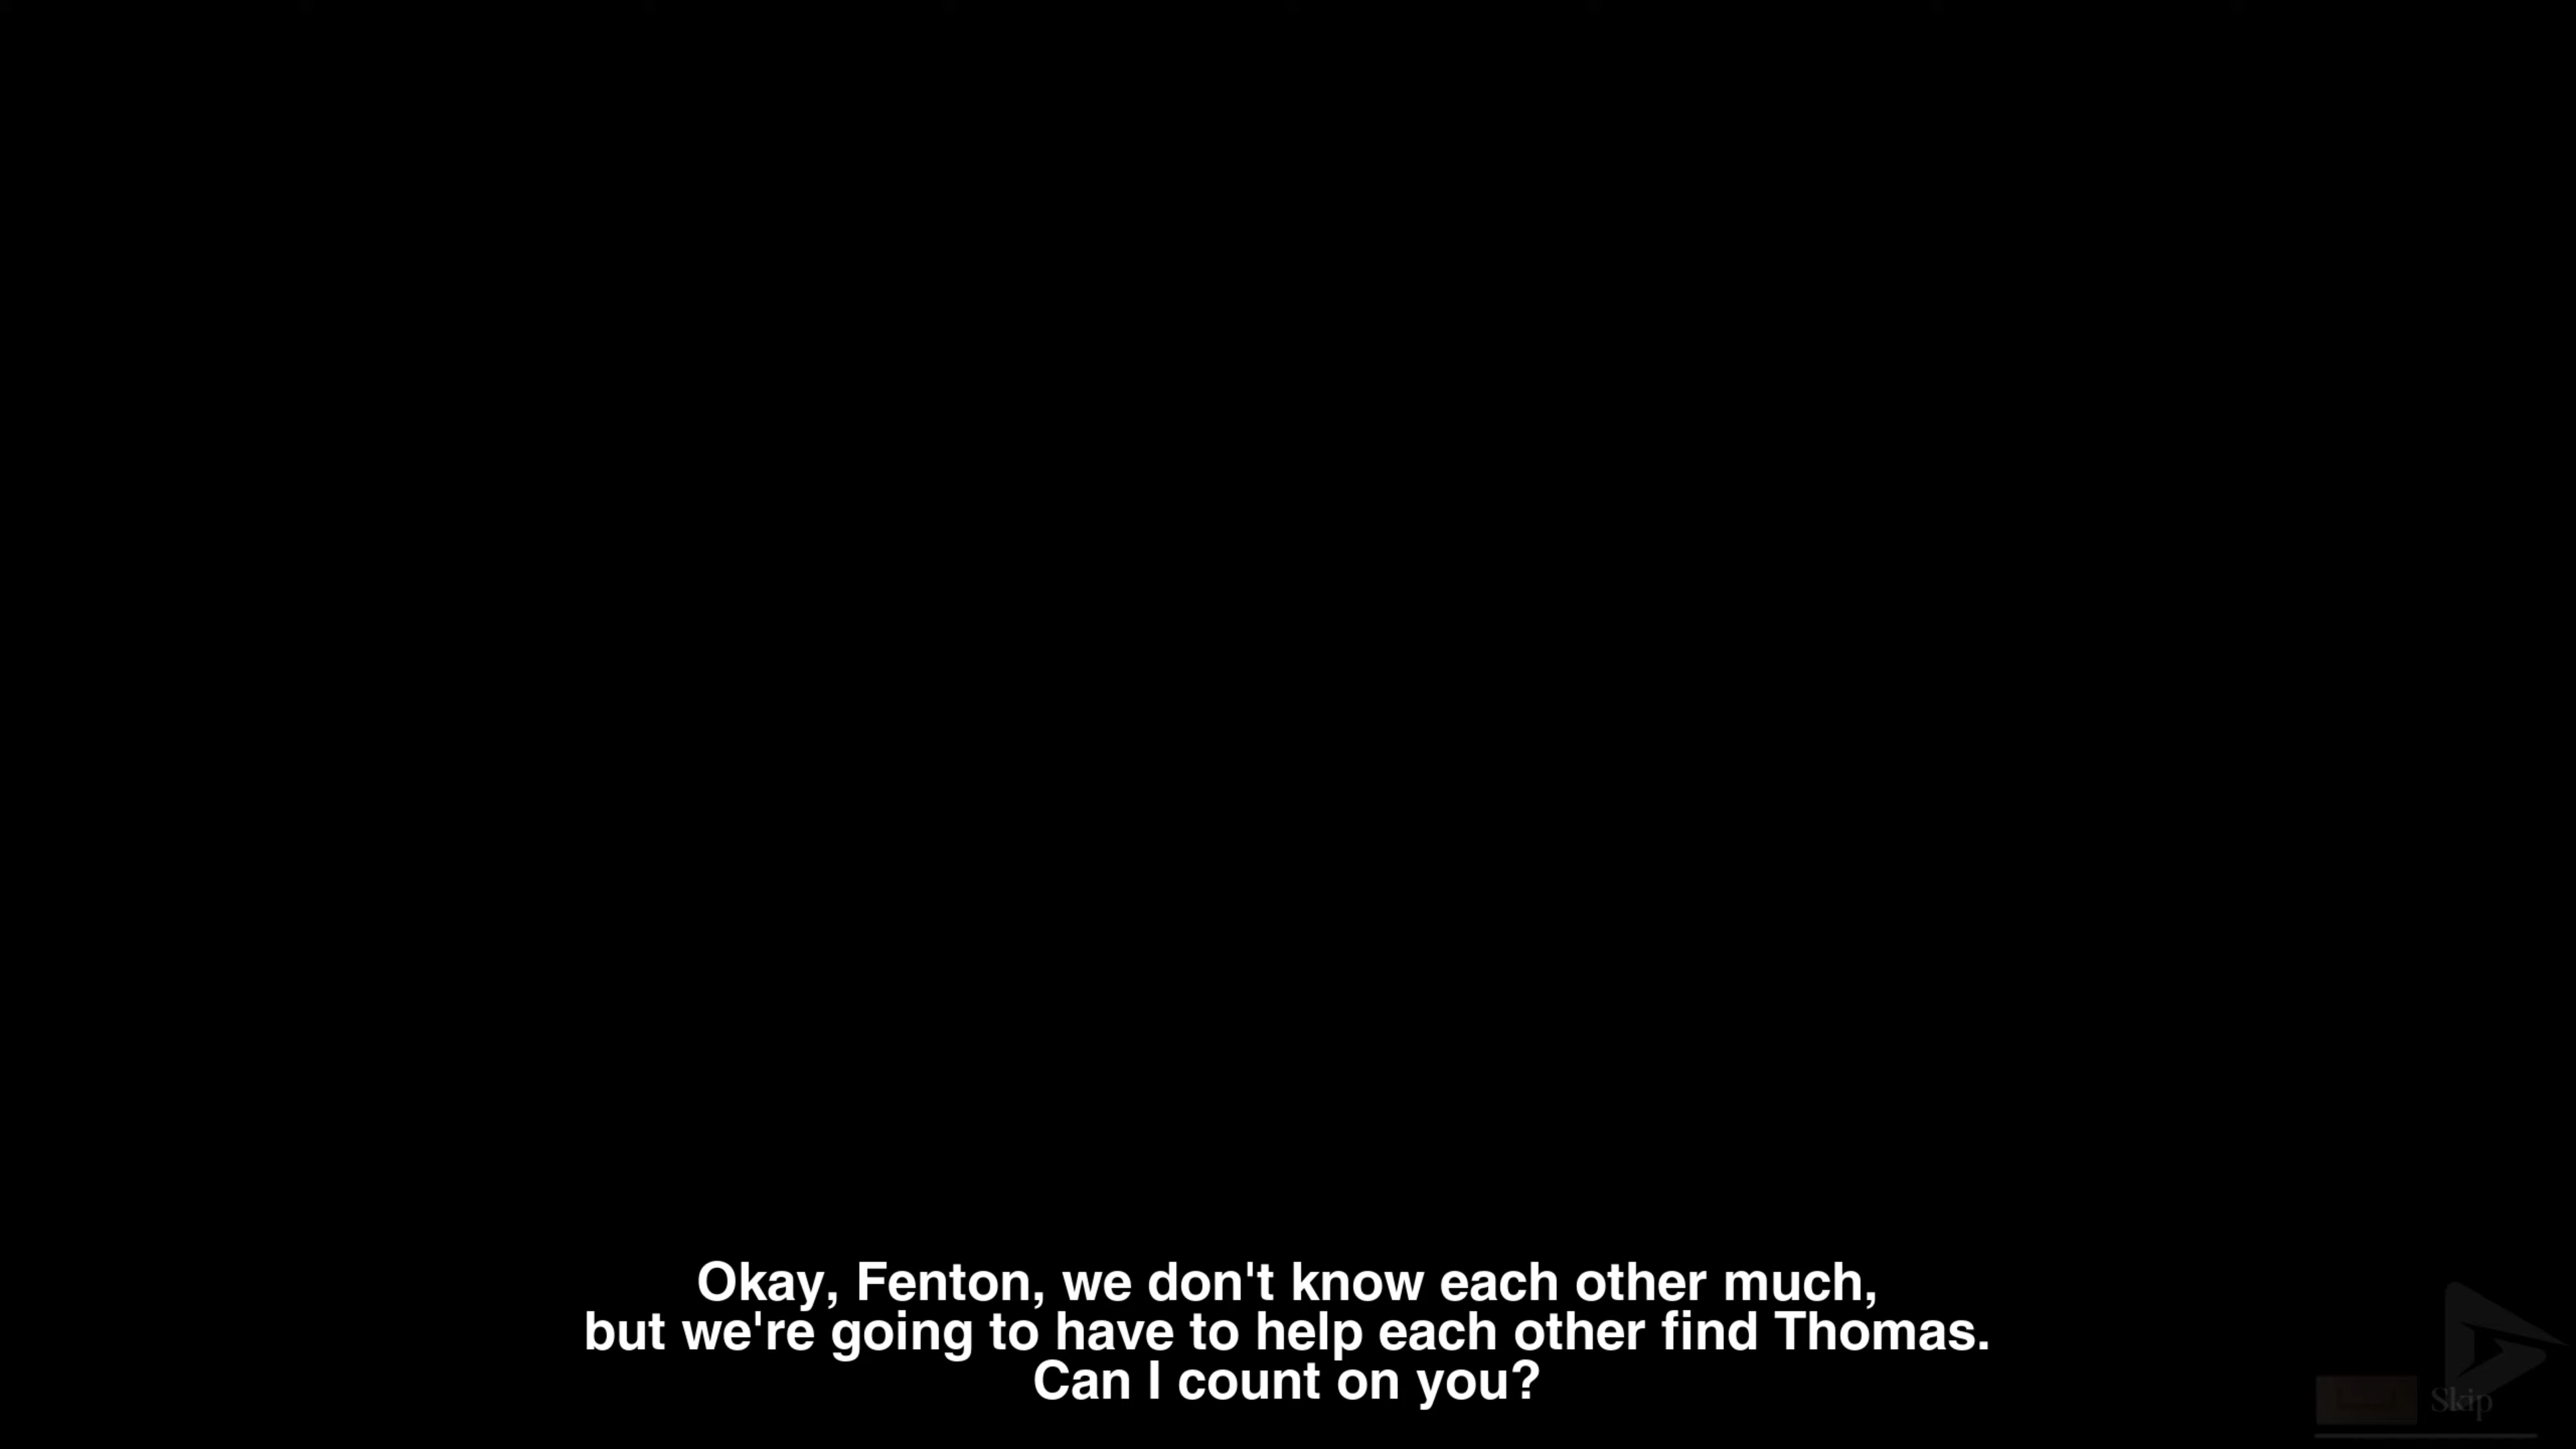 Okay, Fenton, we don't know each other much,
but we're going to have to help each other find Thomas.
Can I count on you?
Skip